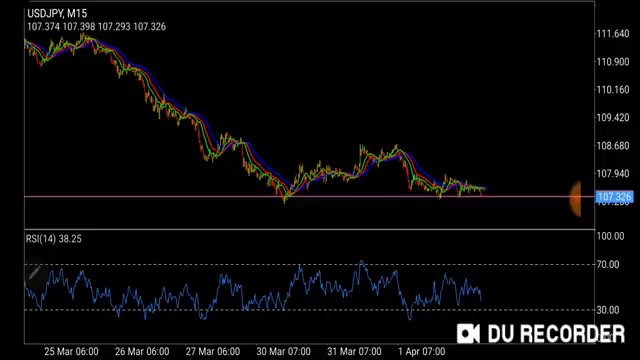 USDJPY, M15
107.374 107.398 107.293 107.326
111.640
110.900
110.160
109.420
108.680
107.940
107.326
RSI(14) 38.25
100.00
70.00
30.00
DU RECORDER
25 Mar 06:00 26 Mar 06:00 27 Mar 06:00 30 Mar 07:00 31 Mar 07:00 1 Apr 07:00